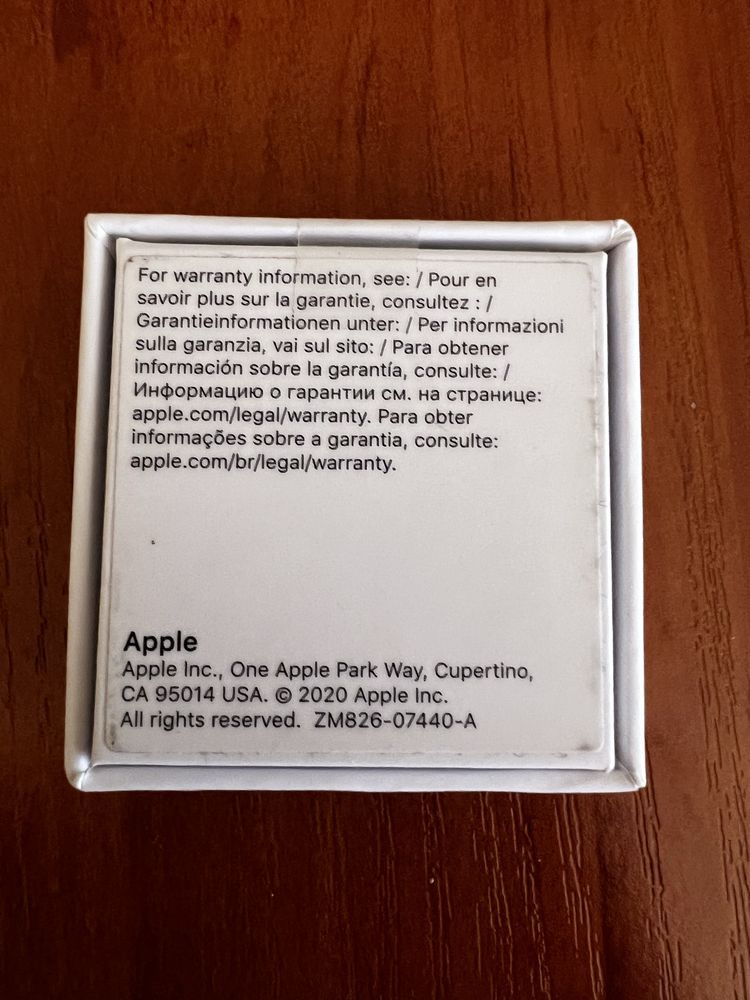 For warranty information, see: / Pour en
savoir plus sur la garantie, consultez : /
Garantieinformationen unter: / Per informazioni
sulla garanzia, vai sul sito: / Para obtener
información sobre la garantía, consulte: /
Информацию о гарантии см. на странице:
apple.com/legal/warranty. Para obter
informações sobre a garantia, consulte:
apple.com/br/legal/warranty.
Apple
Apple Inc., One Apple Park Way, Cupertino,
CA 95014 USA. © 2020 Apple Inc.
All rights reserved. ZM826-07440-A